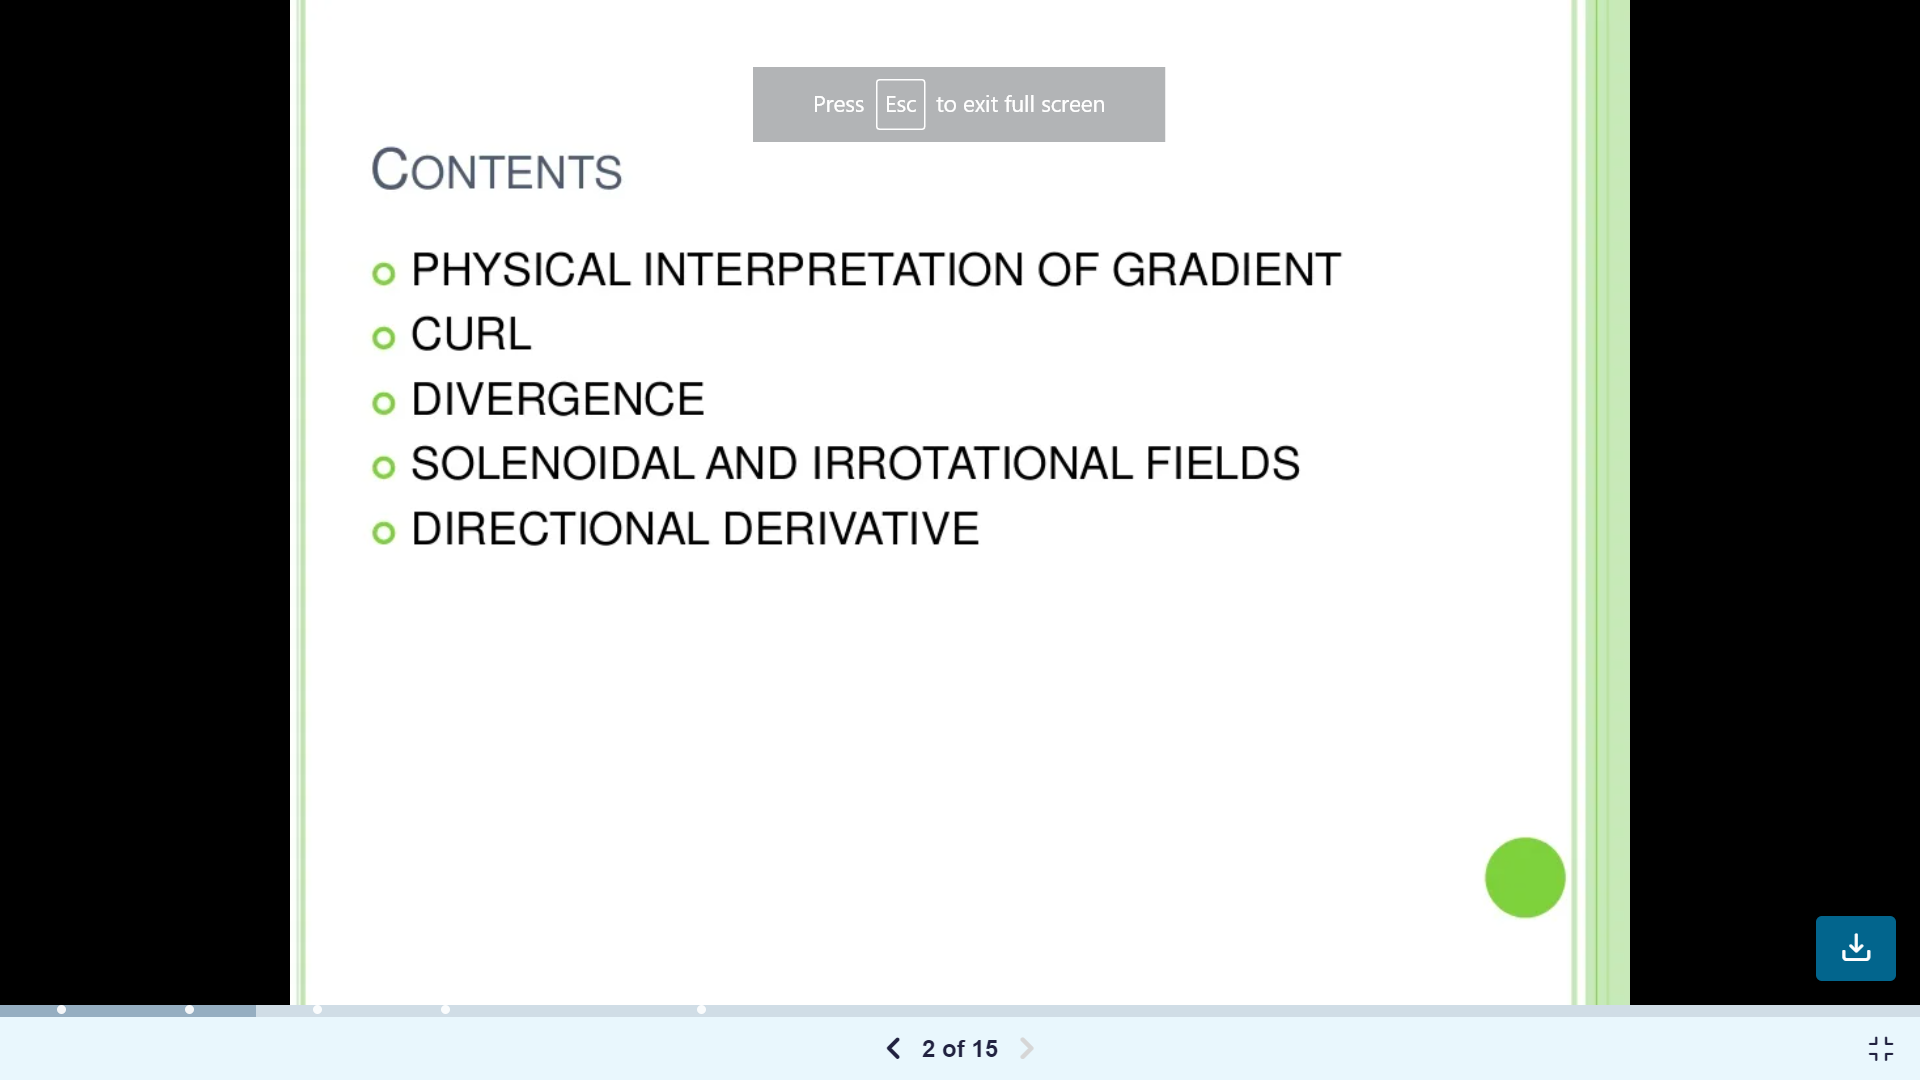 Press Esc to exit full screen
CONTENTS
PHYSICAL INTERPRETATION OF GRADIENT
CURL
DIVERGENCE
SOLENOIDAL AND IRROTATIONAL FIELDS
DIRECTIONAL DERIVATIVE
2 of 15